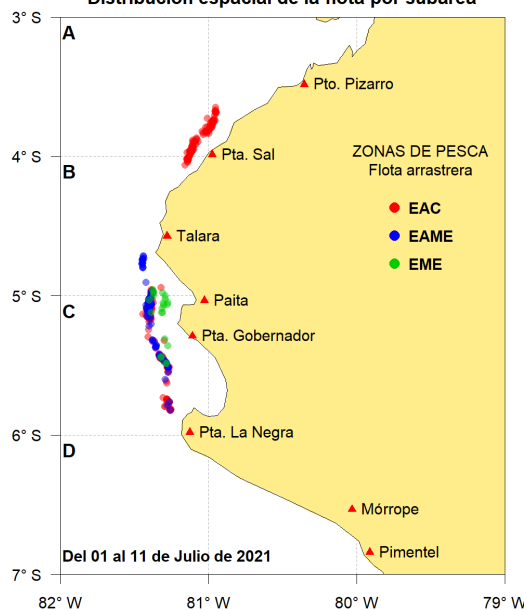 Distribución espacial de la flota por subárea
3° S
A
Pto. Pizarro
ZONAS DE PESCA
Flota arrastrera
4° S
Pta. Sal
B
EAC
Talara
EAME
EME
5° S
Paita
C
Pta. Gobernador
6° S
Pta. La Negra
D
Mórrope
Del 01 al 11 de Julio de 2021
Pimentel
7° S
82° W
81° W
80° W
79° W